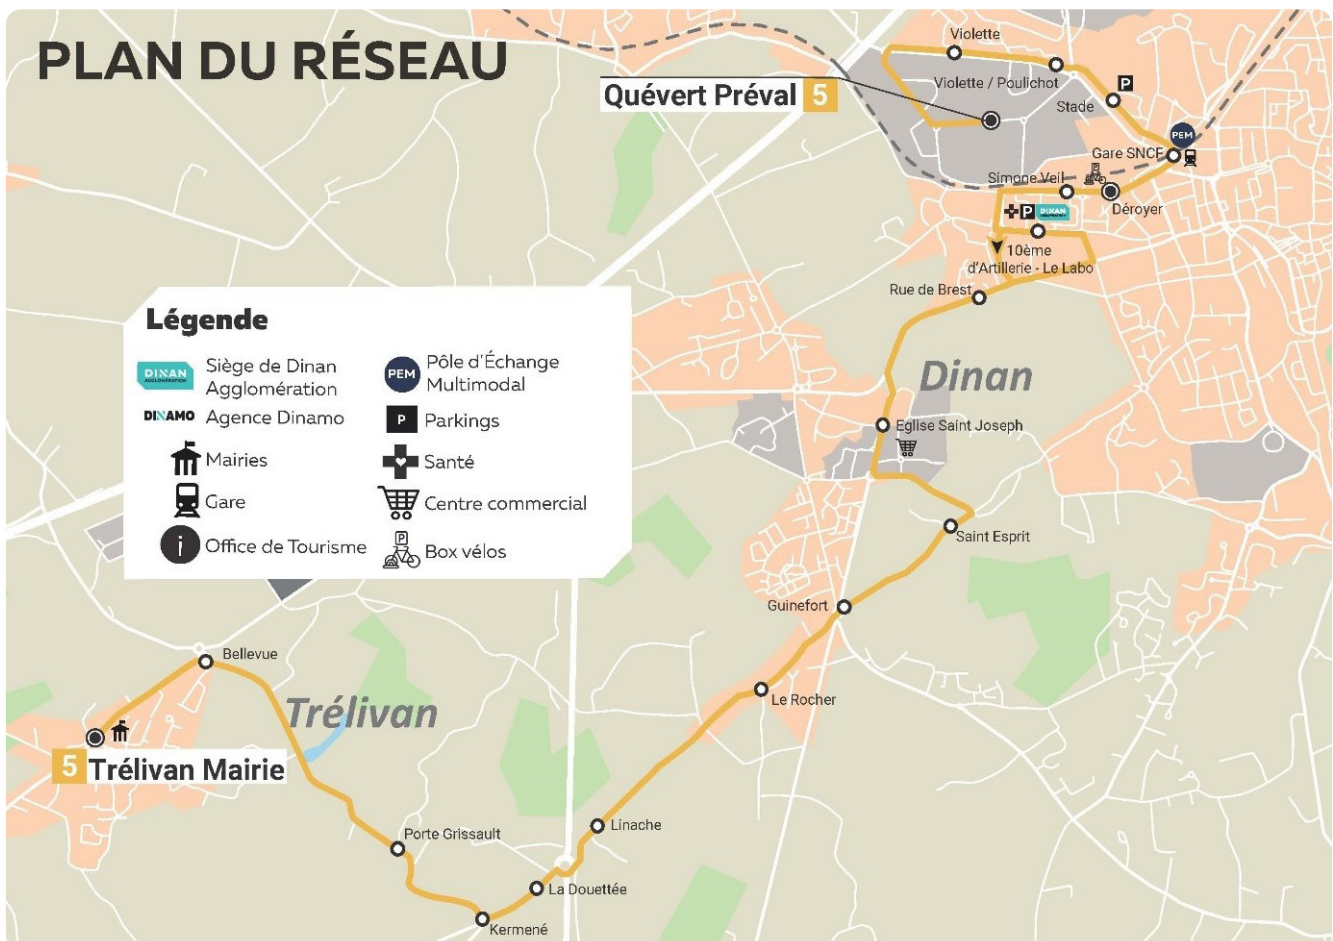 PLAN DU RÉSEAU
Quévert Préval 5
Violette
Violette / Poulichot
P
Stade
PEM
Gare SNCF
Simone Veil
P
Déroyer
P
DINAN
AGGLOMÉRATION
10ème
d'Artillerie - Le Labo
Rue de Brest
Dinan
Eglise Saint Joseph
Saint Esprit
Guinefort
Le Rocher
Linache
La Douettée
Kermené
Porte Grissault
Trélivan
Bellevue
5 Trélivan Mairie
Légende
DINAN
AGGLOMÉRATION
Siège de Dinan
Agglomération
DINAMO
Agence Dinamo
Mairies
Gare
i
Office de Tourisme
PEM
Pôle d'Échange
Multimodal
P
Parkings
Santé
Centre commercial
P
Box vélos